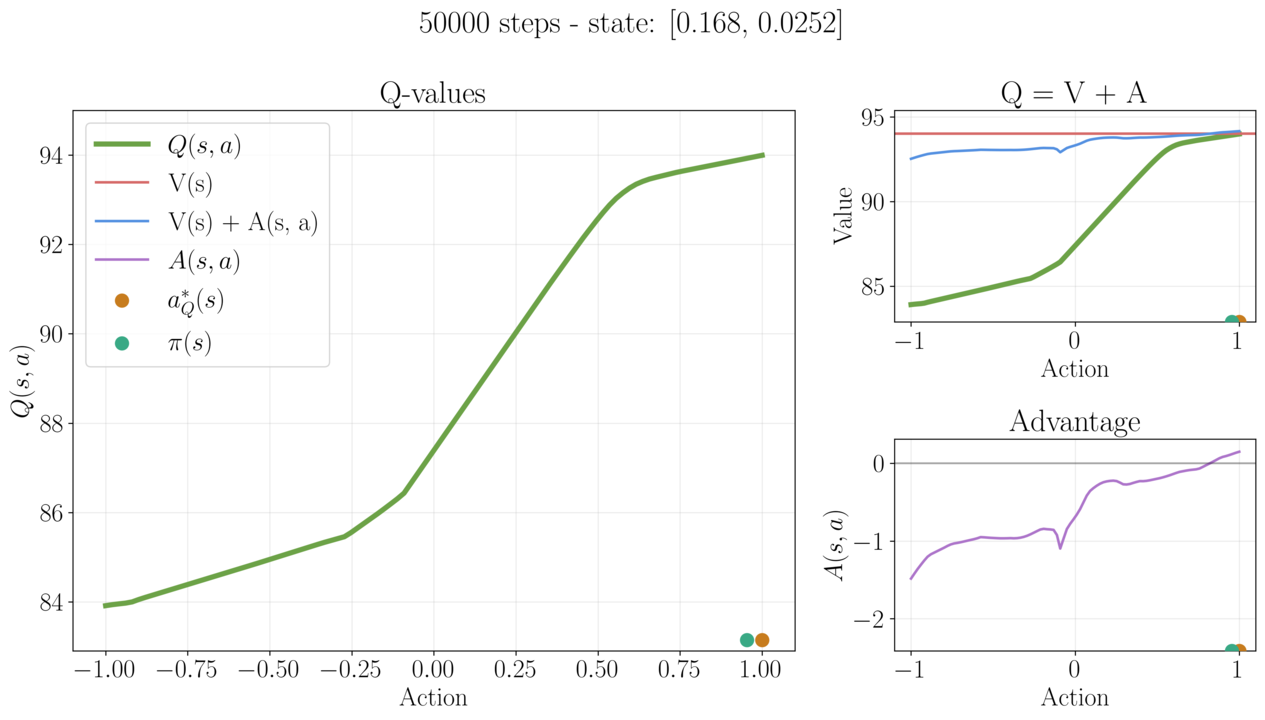 50000 steps - state: [0.168, 0.0252]
Q-values
Q(s, a)
V(s)
V(s) + A(s, a)
A(s, a)
a*Q(s)
π(s)
Q(s, a)
94
92
90
88
86
84
−1.00 −0.75 −0.50 −0.25 0.00 0.25 0.50 0.75 1.00
Action
Q = V + A
Value
95
90
85
−1 0 1
Action
Advantage
A(s, a)
0
−1
−2
−1 0 1
Action